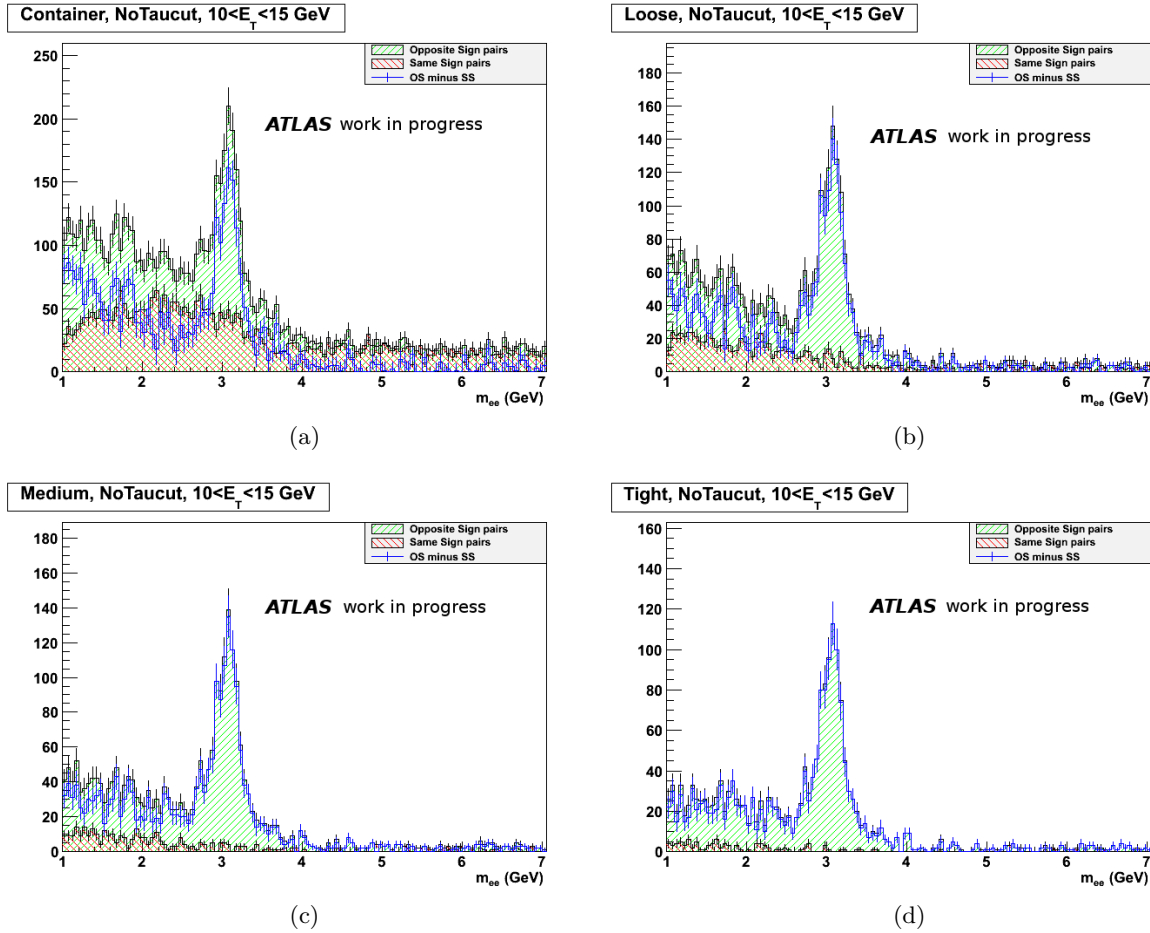 Container, NoTaucut, 10<E_T<15 GeV
Opposite Sign pairs
Same Sign pairs
OS minus SS
ATLAS work in progress
250
200
150
100
50
0
1 2 3 4 5 6 7
m_ee (GeV)
(a)
Loose, NoTaucut, 10<E_T<15 GeV
Opposite Sign pairs
Same Sign pairs
OS minus SS
ATLAS work in progress
180
160
140
120
100
80
60
40
20
0
1 2 3 4 5 6 7
m_ee (GeV)
(b)
Medium, NoTaucut, 10<E_T<15 GeV
Opposite Sign pairs
Same Sign pairs
OS minus SS
ATLAS work in progress
180
160
140
120
100
80
60
40
20
0
1 2 3 4 5 6 7
m_ee (GeV)
(c)
Tight, NoTaucut, 10<E_T<15 GeV
Opposite Sign pairs
Same Sign pairs
OS minus SS
ATLAS work in progress
160
140
120
100
80
60
40
20
0
1 2 3 4 5 6 7
m_ee (GeV)
(d)